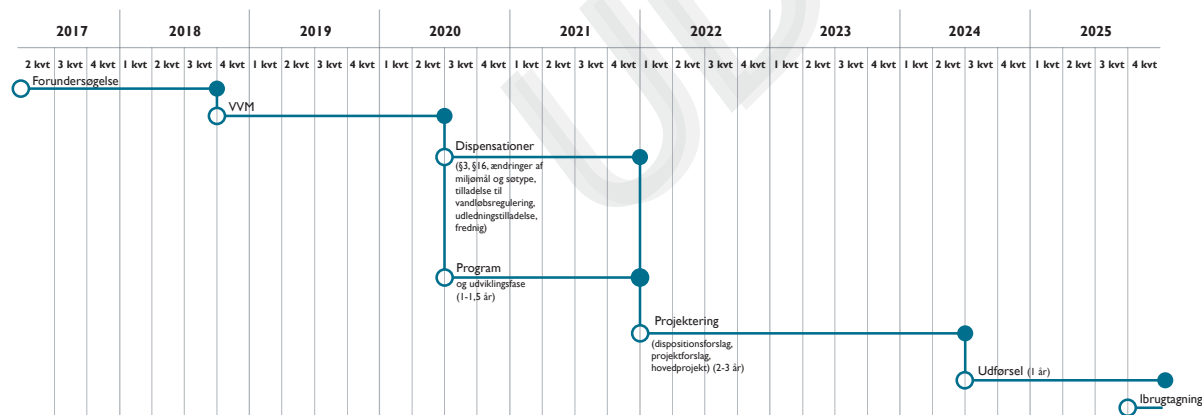 2017 2018 2019 2020 2021 2022 2023 2024 2025
2 kvt 3 kvt 4 kvt 1 kvt 2 kvt 3 kvt 4 kvt 1 kvt 2 kvt 3 kvt 4 kvt 1 kvt 2 kvt 3 kvt 4 kvt 1 kvt 2 kvt 3 kvt 4 kvt 1 kvt 2 kvt 3 kvt 4 kvt 1 kvt 2 kvt 3 kvt 4 kvt 1 kvt 2 kvt 3 kvt 4 kvt 1 kvt 2 kvt 3 kvt 4 kvt
Forundersøgelse
VVM
Dispensationer
(§3, §16, ændringer af
miljømål og søtype,
tilladelse til
vandløbsregulering,
udledningstilladelse,
frednig)
Program
og udviklingsfase
(1-1,5 år)
Projektering
(dispositionsforslag,
projektforslag,
hovedprojekt) (2-3 år)
Udførsel (1 år)
Ibrugtagning